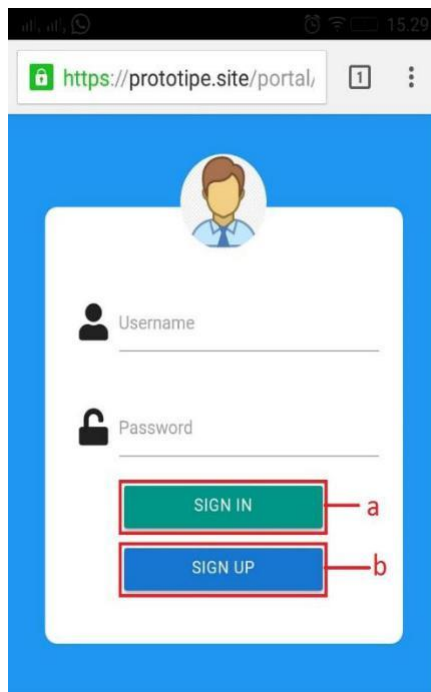 15.29
https://prototipe.site/portal/
1
Username
Password
SIGN IN
a
SIGN UP
b